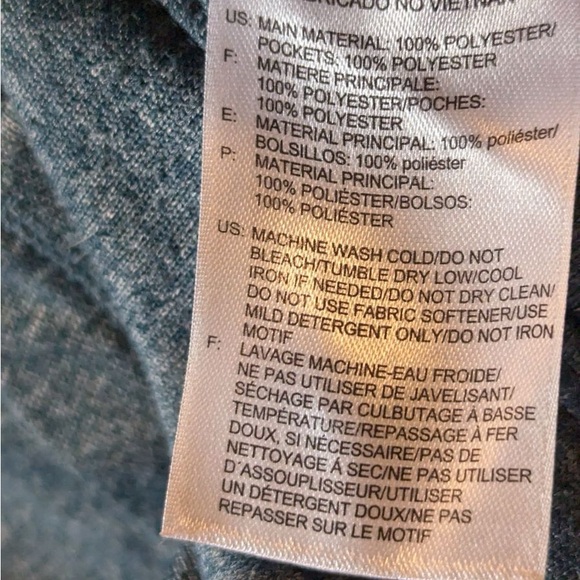 NO VIETNAM
US: MAIN MATERIAL: 100% POLYESTER/
POCKETS: 100% POLYESTER
F: MATIERE PRINCIPALE:
100% POLYESTER/POCHES:
100% POLYESTER
E: MATERIAL PRINCIPAL: 100% poliéster/
BOLSILLOS: 100% poliéster
P: MATERIAL PRINCIPAL:
100% POLIÉSTER/BOLSOS:
100% POLIÉSTER
US: MACHINE WASH COLD/DO NOT
BLEACH/TUMBLE DRY LOW/COOL
IRON IF NEEDED/DO NOT DRY CLEAN/
DO NOT USE FABRIC SOFTENER/USE
MILD DETERGENT ONLY/DO NOT IRON
MOTIF
F: LAVAGE MACHINE-EAU FROIDE/
NE PAS UTILISER DE JAVELISANT/
SÉCHAGE PAR CULBUTAGE À BASSE
TEMPÉRATURE/REPASSAGE À FER
DOUX, SI NÉCESSAIRE/PAS DE
NETTOYAGE À SEC/NE PAS UTILISER
D'ASSOUPLISSEUR/UTILISER
UN DÉTERGENT DOUX/NE PAS
REPASSER SUR LE MOTIF